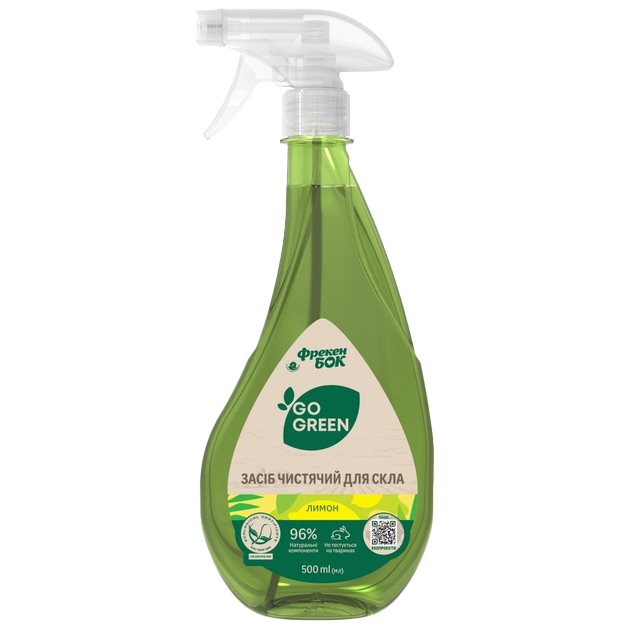 Фрекен
БОК
GO
GREEN
ЗАСІБ ЧИСТЯЧИЙ ДЛЯ СКЛА
ЛИМОН
96%
Натуральні
компоненти
Не тестується
на тваринах
ЕКОПРОЕКТИ
500 ml (мл)